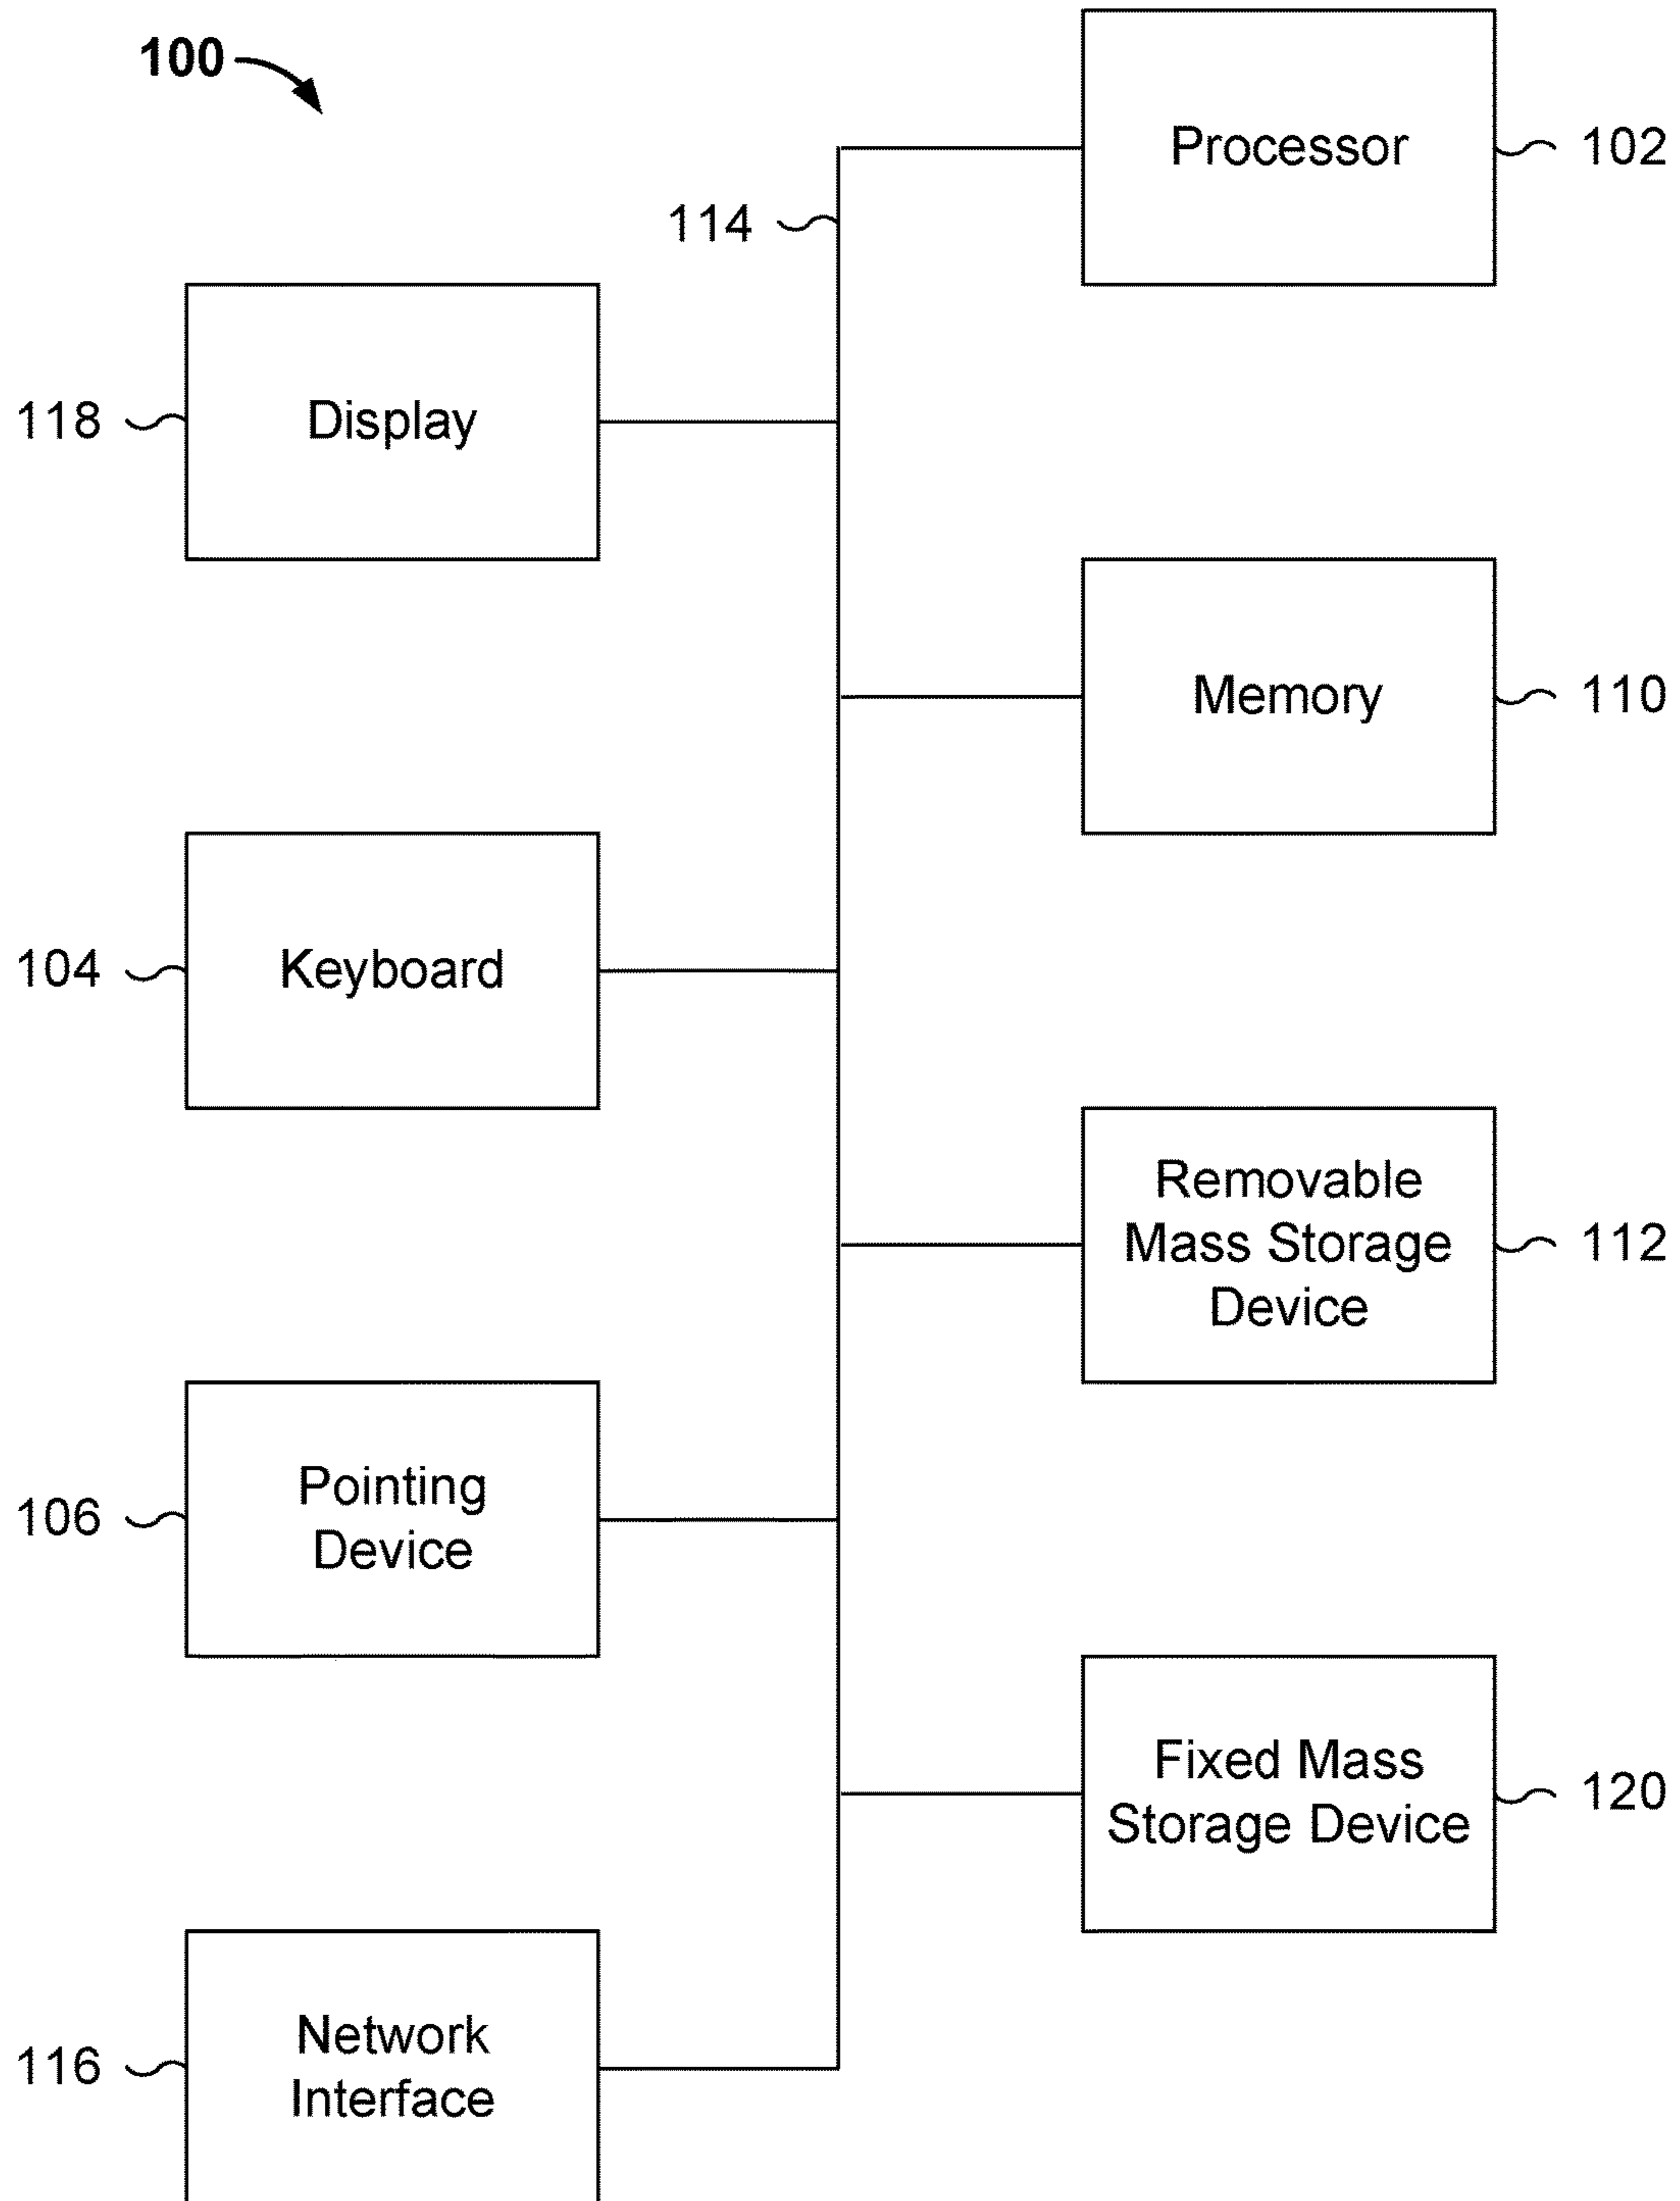 100
Processor
102
114
Display
118
Memory
110
Keyboard
104
Removable
Mass Storage
Device
112
Pointing
Device
106
Fixed Mass
Storage Device
120
Network
Interface
116